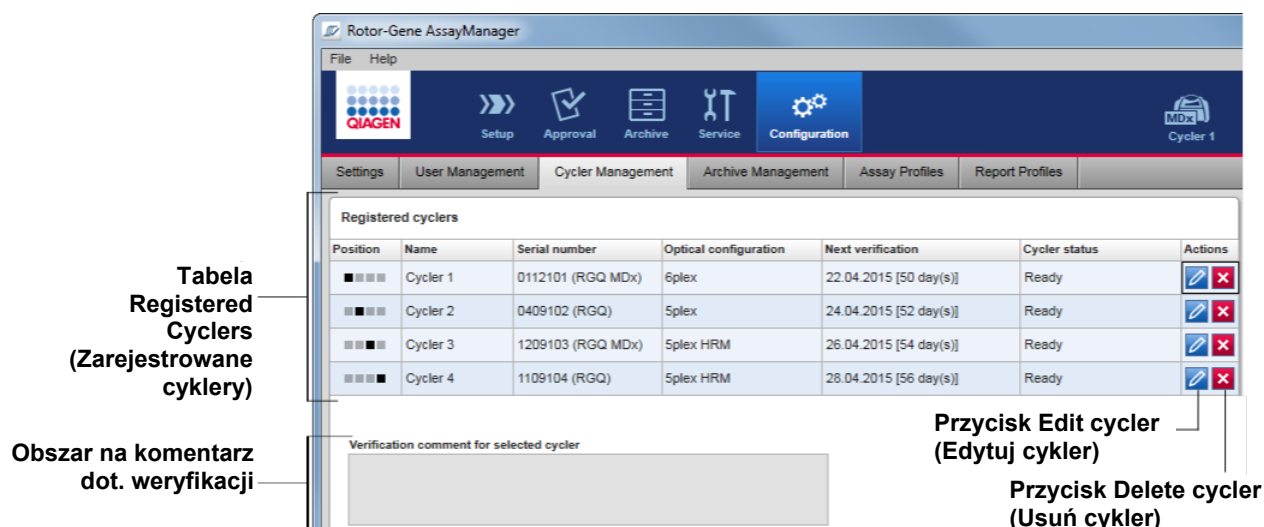 Rotor-Gene AssayManager
File Help
QIAGEN
Setup Approval Archive Service Configuration
MDx
Cycler 1
Settings User Management Cycler Management Archive Management Assay Profiles Report Profiles
Registered cyclers
Position Name Serial number Optical configuration Next verification Cycler status Actions
Cycler 1 0112101 (RGQ MDx) 6plex 22.04.2015 [50 day(s)] Ready
Cycler 2 0409102 (RGQ) 5plex 24.04.2015 [52 day(s)] Ready
Cycler 3 1209103 (RGQ MDx) 5plex HRM 26.04.2015 [54 day(s)] Ready
Cycler 4 1109104 (RGQ) 5plex HRM 28.04.2015 [56 day(s)] Ready
Tabela
Registered
Cyclers
(Zarejestrowane
cyklery)
Verification comment for selected cycler
Obszar na komentarz
dot. weryfikacji
Przycisk Edit cycler
(Edytuj cykler)
Przycisk Delete cycler
(Usuń cykler)